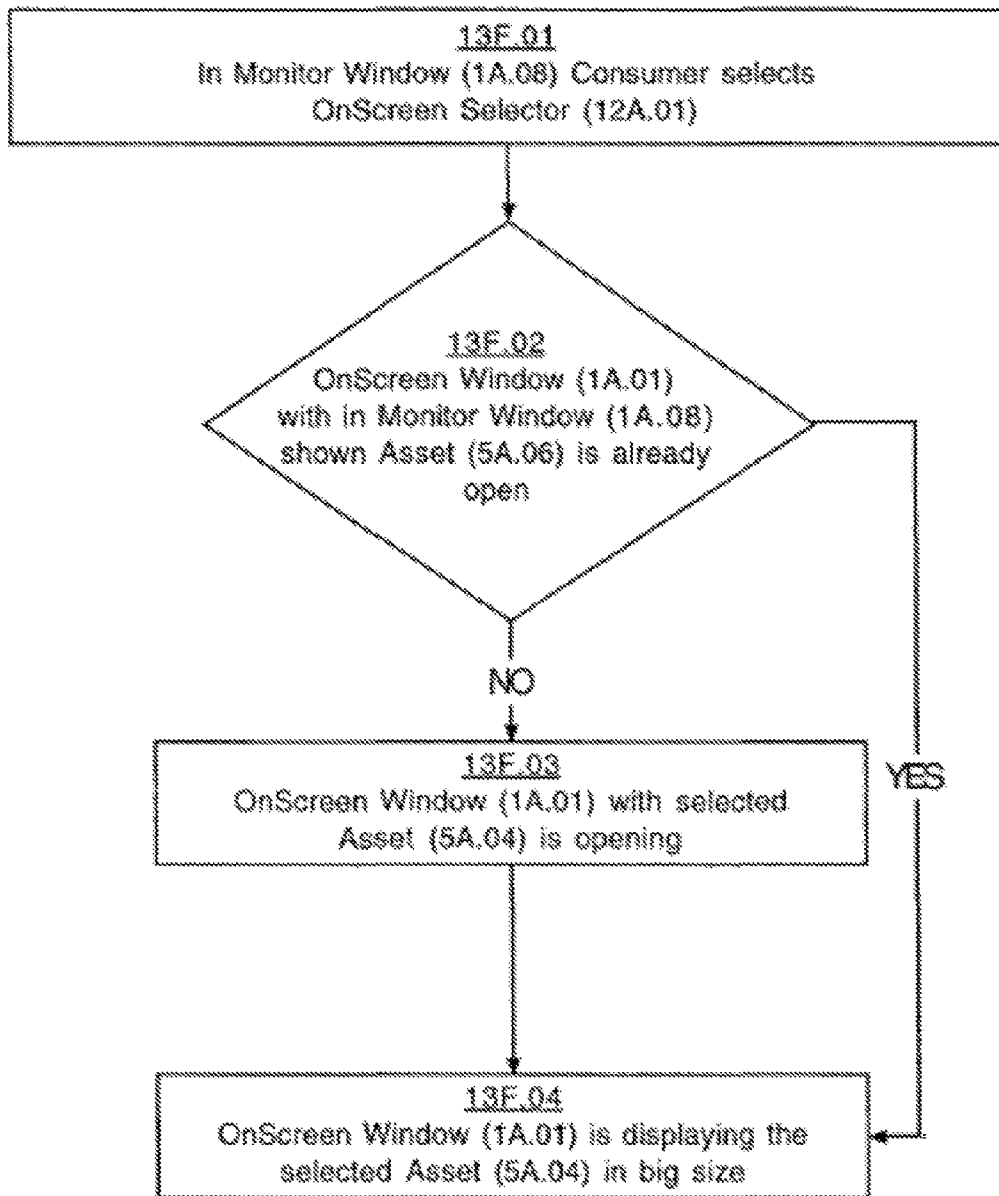 13F.01
In Monitor Window (1A.08) Consumer selects
OnScreen Selector (12A.01)
13F.02
OnScreen Window (1A.01)
with in Monitor Window (1A.08)
shown Asset (5A.06) is already
open
NO
YES
13F.03
OnScreen Window (1A.01) with selected
Asset (5A.04) is opening
13F.04
OnScreen Window (1A.01) is displaying the
selected Asset (5A.04) in big size